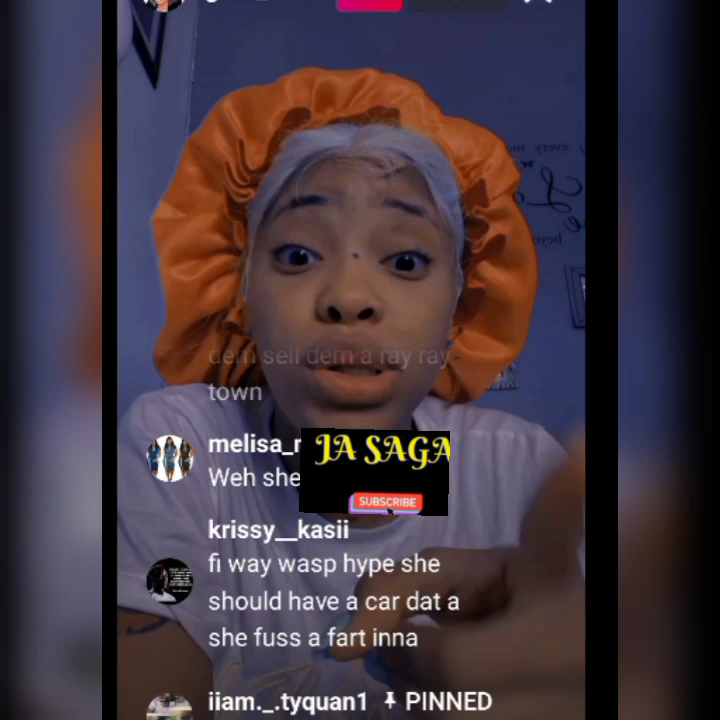 dem sell dem a ray ray
town
melisa_
Weh she
JA SAGA
SUBSCRIBE
krissy__kasii
fi way wasp hype she
should have a car dat a
she fuss a fart inna
iiam._.tyquan1 PINNED